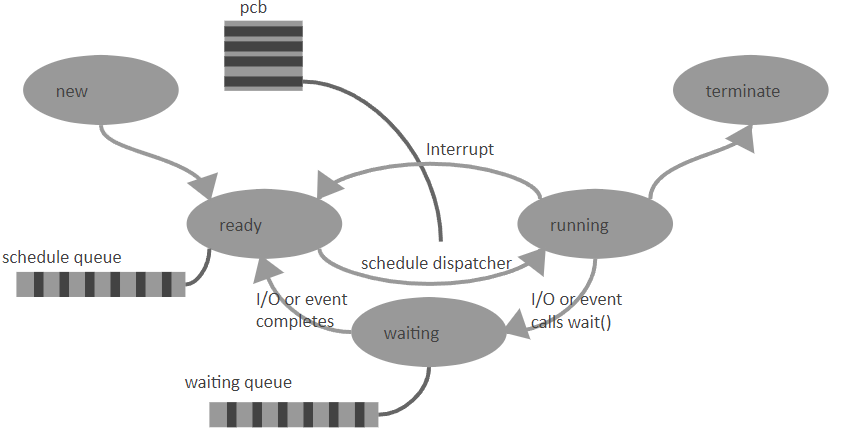 pcb
new
terminate
Interrupt
ready
running
schedule queue
schedule dispatcher
I/O or event
completes
I/O or event
calls wait()
waiting
waiting queue